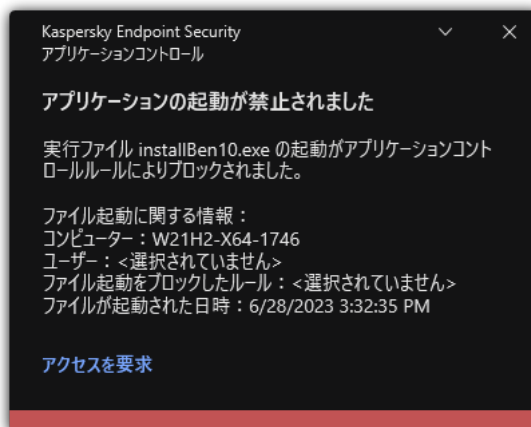 Kaspersky Endpoint Security
アプリケーションコントロール
アプリケーションの起動が禁止されました
実行ファイル installBen10.exe の起動がアプリケーションコント
ロールルールによりブロックされました。
ファイル起動に関する情報：
コンピューター：W21H2-X64-1746
ユーザー：<選択されていません>
ファイル起動をブロックしたルール：<選択されていません>
ファイルが起動された日時：6/28/2023 3:32:35 PM
アクセスを要求